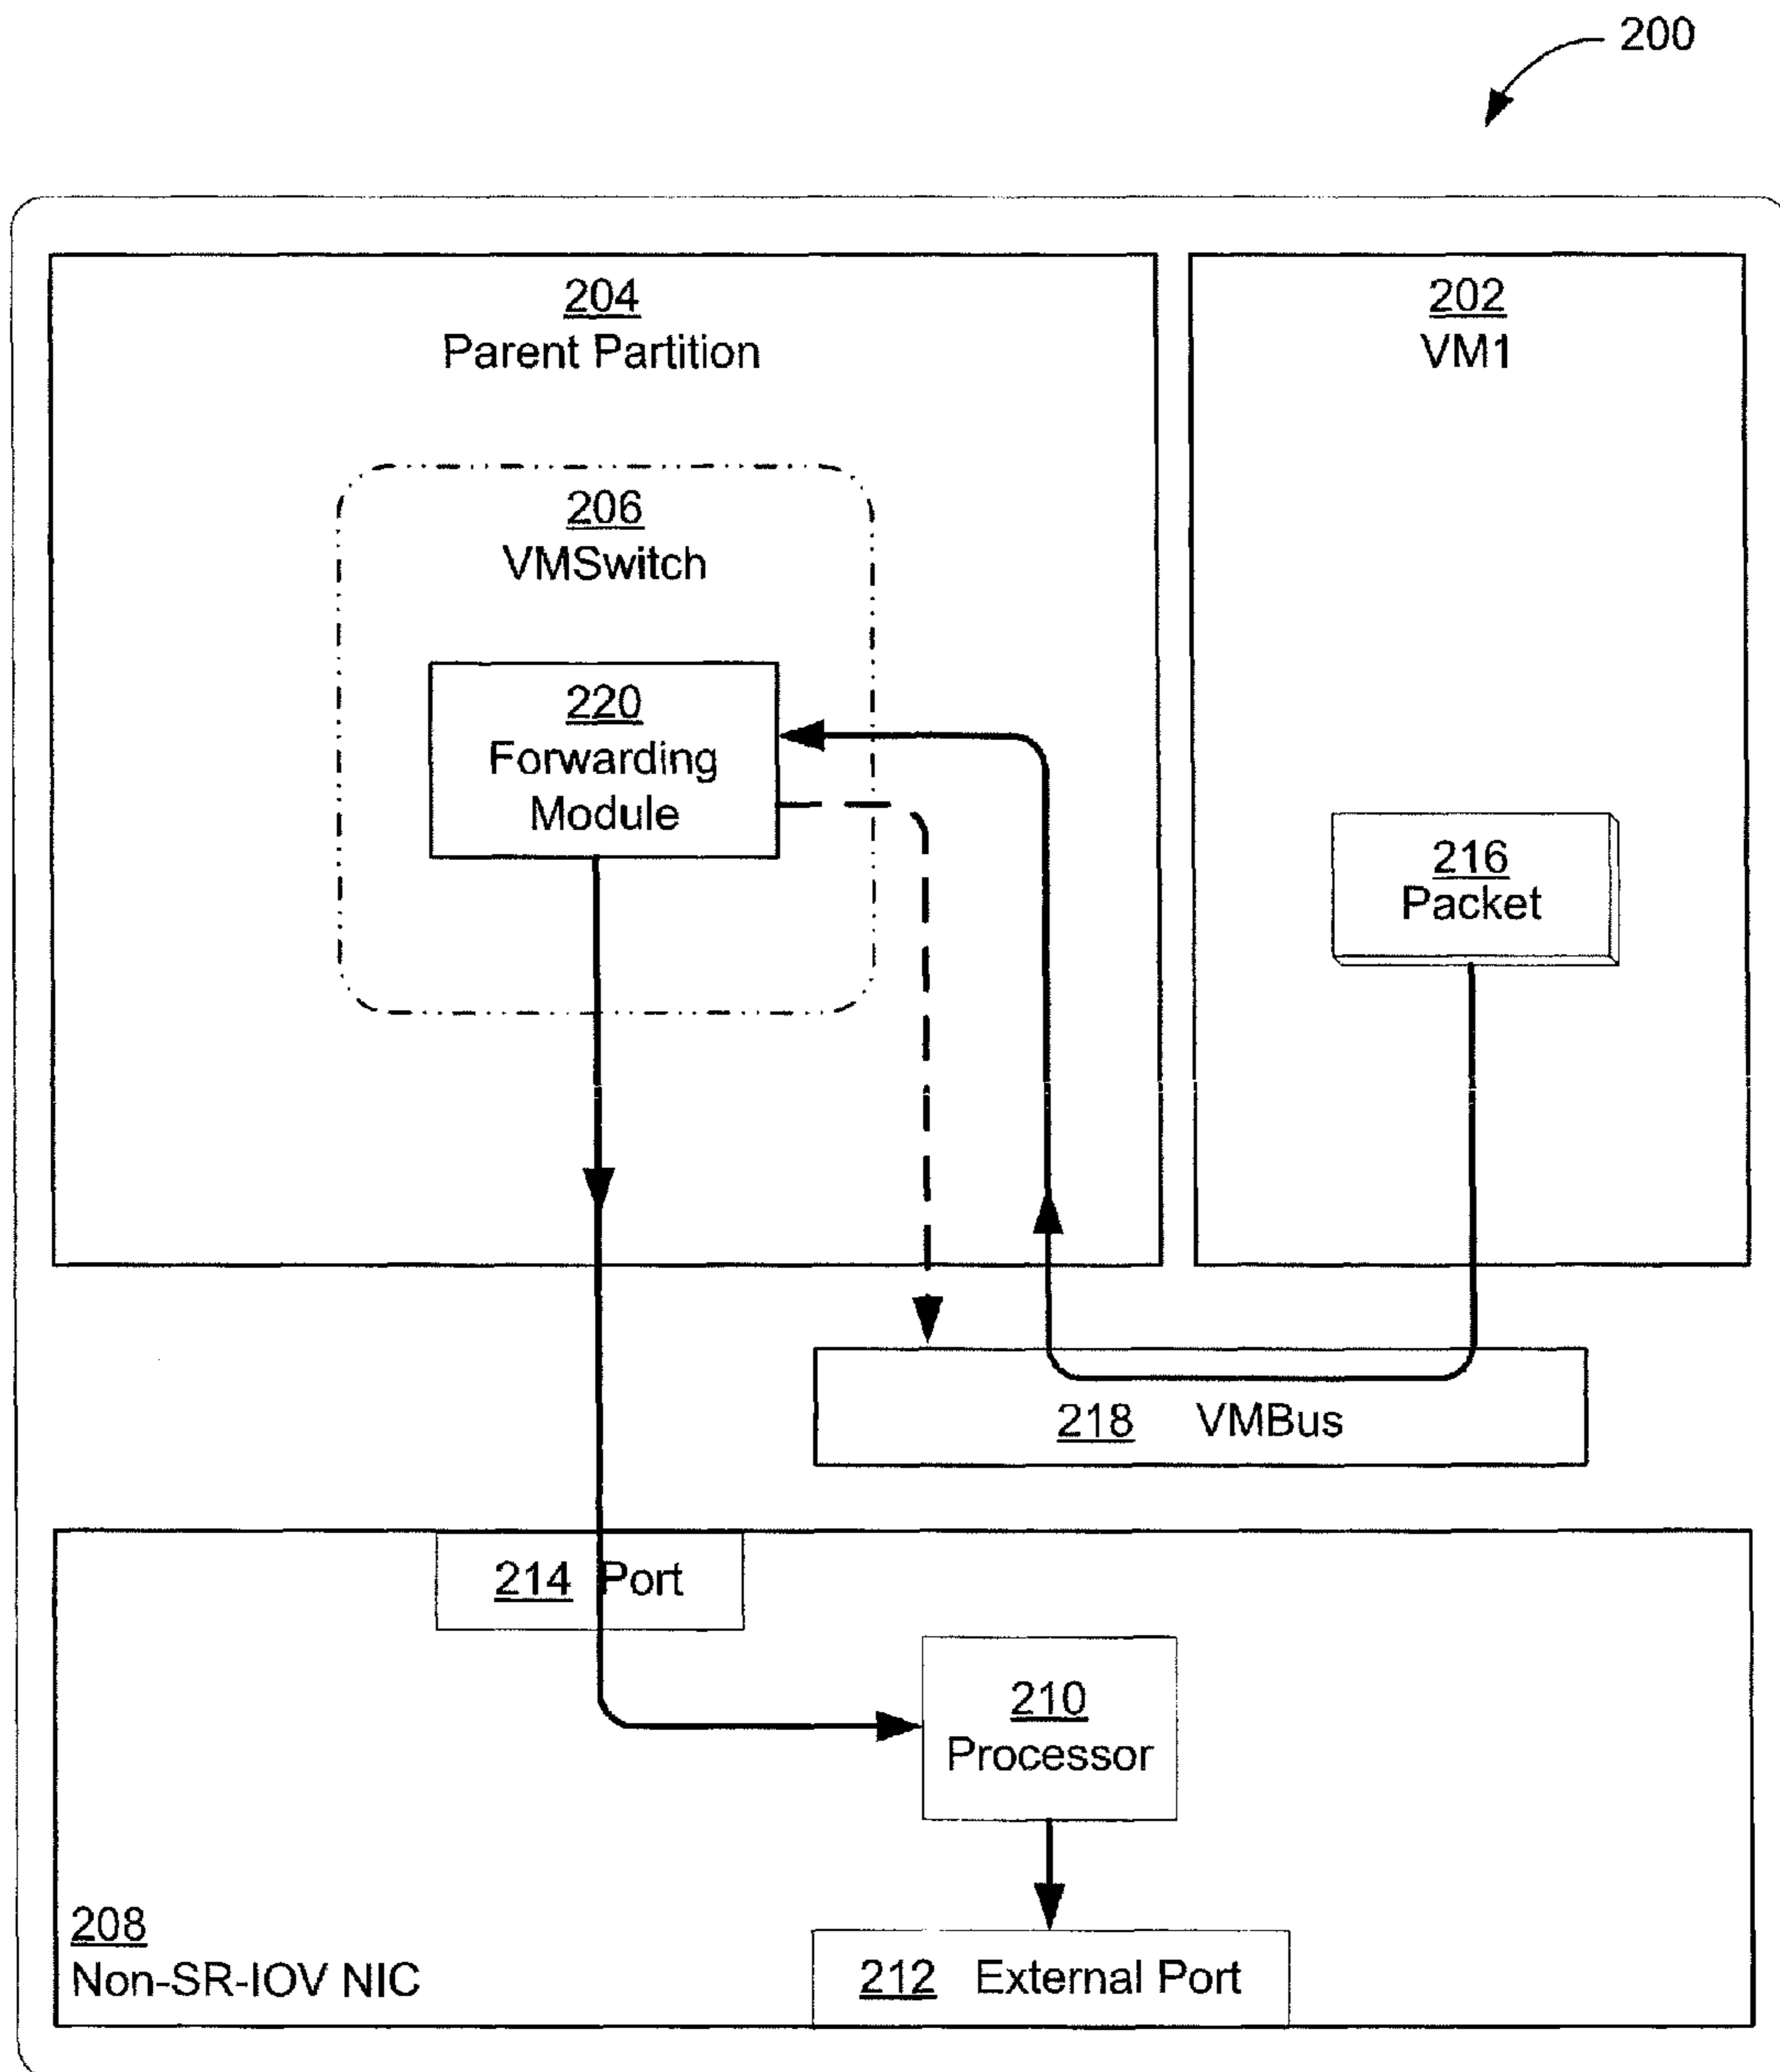 200
204
Parent Partition
202
VM1
206
VMSwitch
220
Forwarding
Module
216
Packet
218 VMBus
214 Port
210
Processor
208
Non-SR-IOV NIC
212 External Port